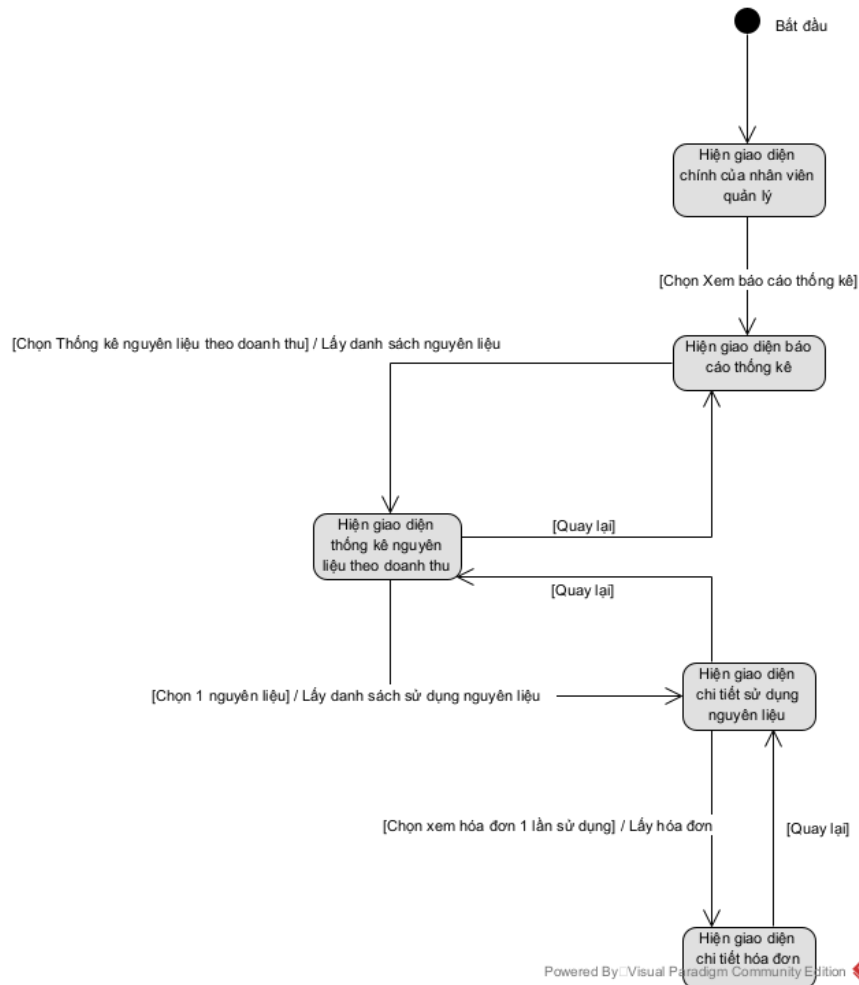 Bắt đầu
Hiện giao diện
chính của nhân viên
quản lý
[Chọn Xem báo cáo thống kê]
[Chọn Thống kê nguyên liệu theo doanh thu] / Lấy danh sách nguyên liệu
Hiện giao diện báo
cáo thống kê
Hiện giao diện
thống kê nguyên
liệu theo doanh thu
[Quay lại]
[Quay lại]
Hiện giao diện
chi tiết sử dụng
nguyên liệu
[Chọn 1 nguyên liệu] / Lấy danh sách sử dụng nguyên liệu
[Chọn xem hóa đơn 1 lần sử dụng] / Lấy hóa đơn
[Quay lại]
Hiện giao diện
chi tiết hóa đơn
Powered By Visual Paradigm Community Edition